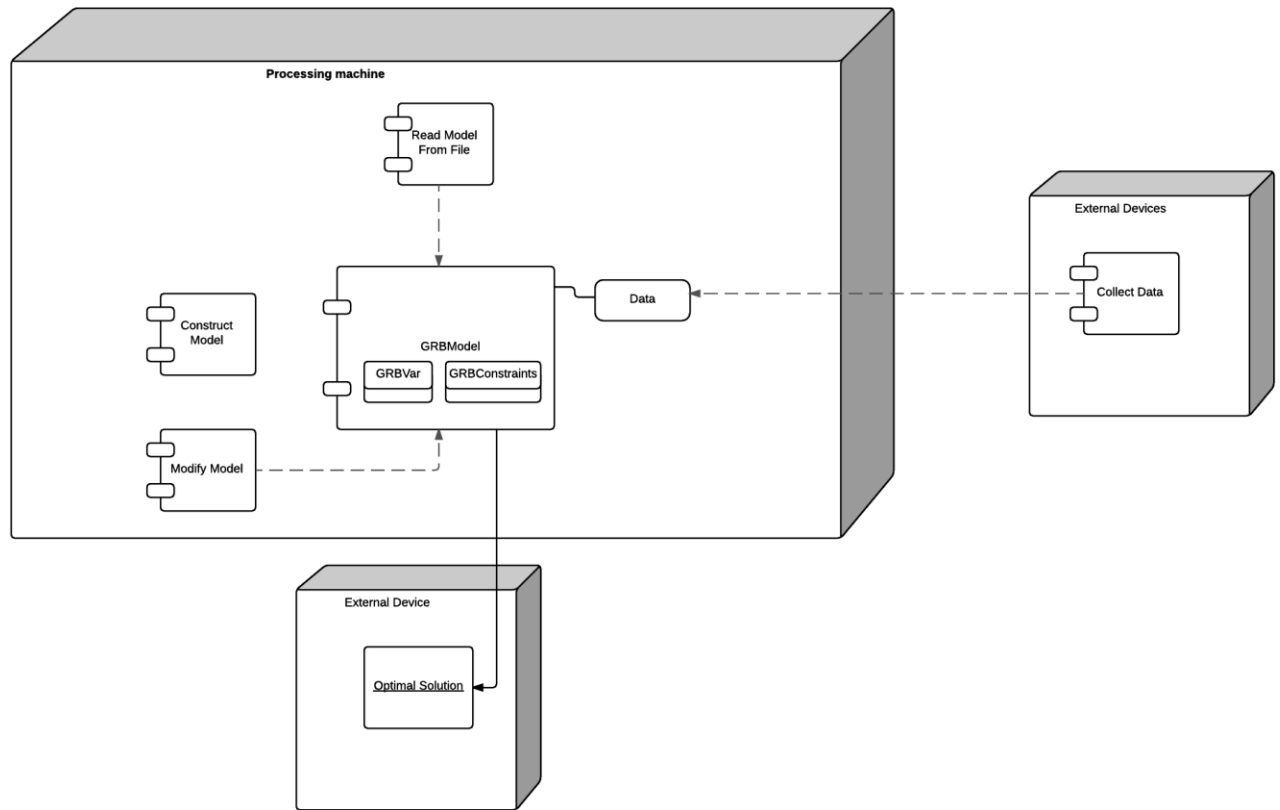 Processing machine
Read Model
From File
External Devices
Collect Data
Data
Construct
Model
GRBModel
GRBVar
GRBConstraints
Modify Model
External Device
Optimal Solution